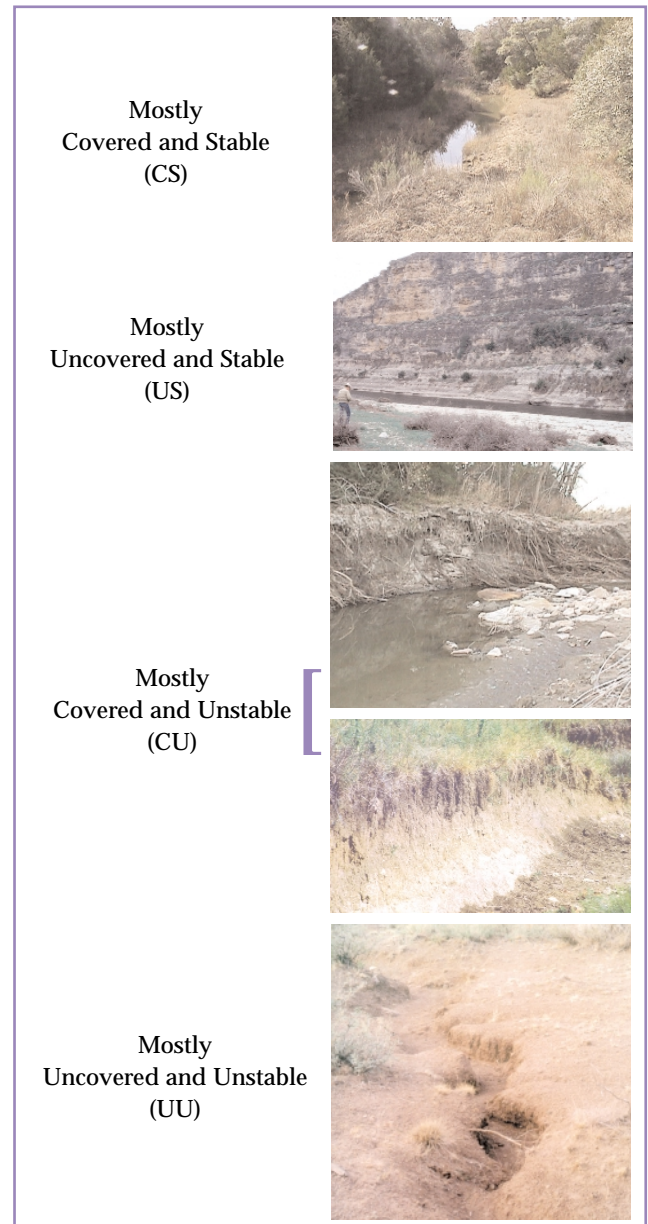 Mostly
Covered and Stable
(CS)
Mostly
Uncovered and Stable
(US)
Mostly
Covered and Unstable
(CU)
Mostly
Uncovered and Unstable
(UU)